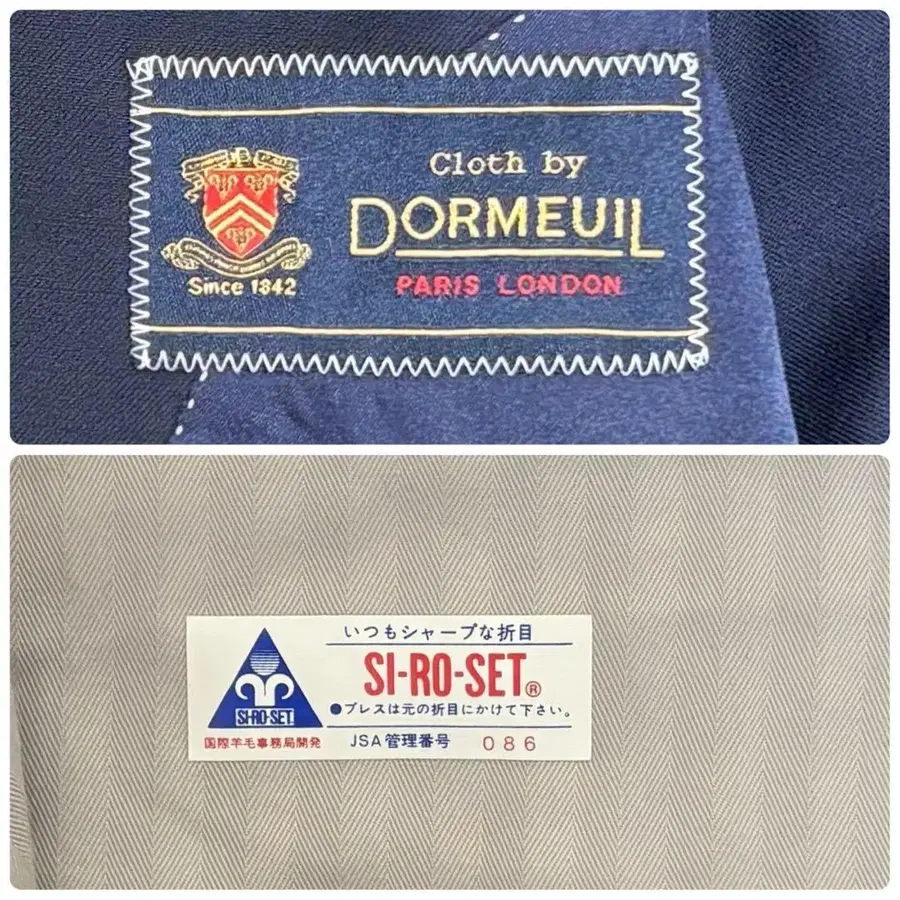 Since 1842
Cloth by
DORMEUIL
PARIS LONDON
いつもシャープな折目
SI-RO-SET®
●プレスは元の折目にかけて下さい。
SI-RO-SET
国際羊毛事務局開発
JSA管理番号 086